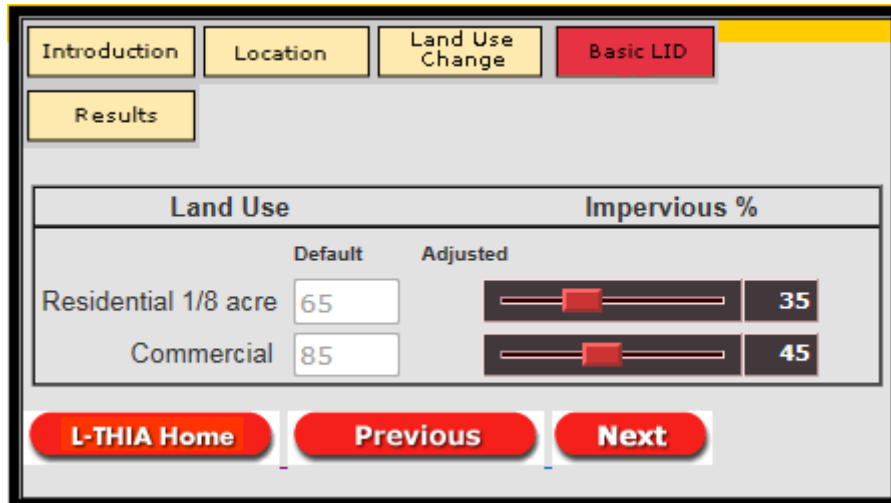 Introduction
Location
Land Use
Change
Basic LID
Results
Land Use Impervious %
Default Adjusted
Residential 1/8 acre 65 35
Commercial 85 45
L-THIA Home Previous Next